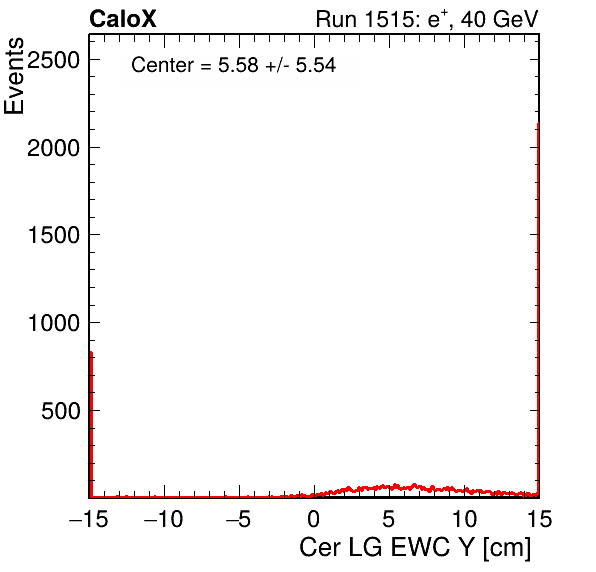 CaloX Run 1515: e⁺, 40 GeV
Events
Center = 5.58 +/- 5.54
2500
2000
1500
1000
500
−15 −10 −5 0 5 10 15
Cer LG EWC Y [cm]